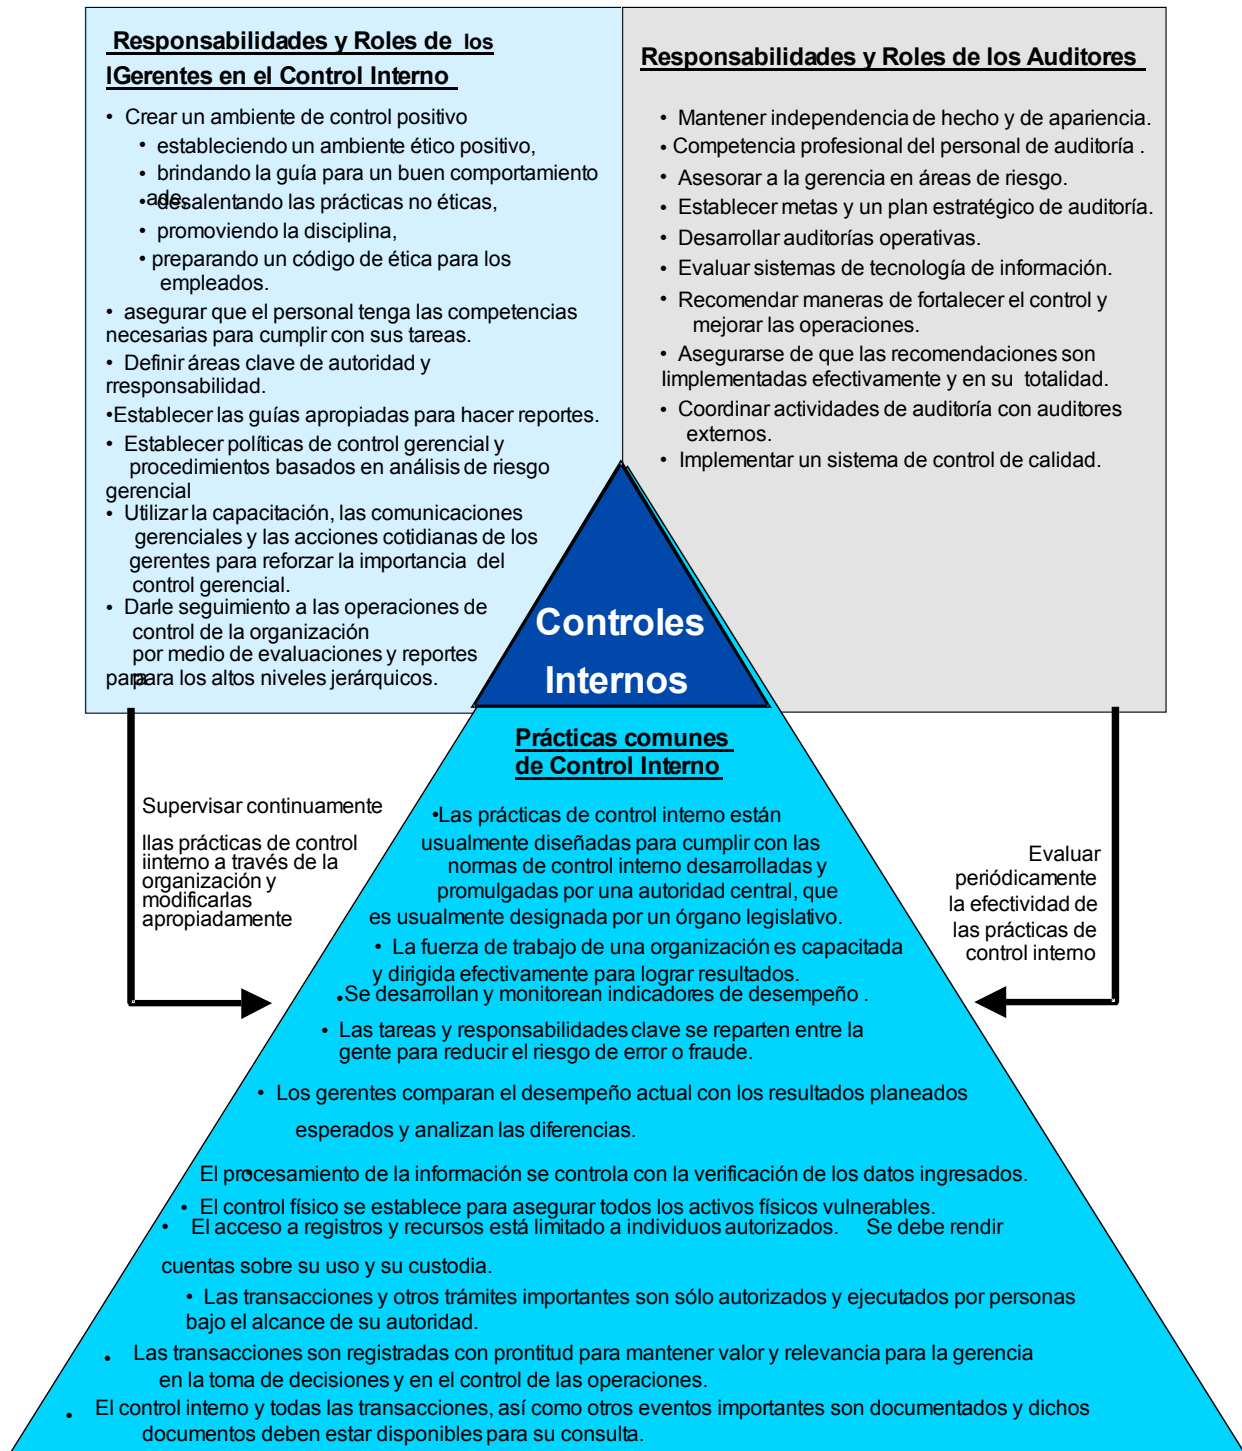 Responsabilidades y Roles de los
lGerentes en el Control Interno
• Crear un ambiente de control positivo
• estableciendo un ambiente ético positivo,
• brindando la guía para un buen comportamiento
ade,
• desalentando las prácticas no éticas,
• promoviendo la disciplina,
• preparando un código de ética para los
empleados.
• asegurar que el personal tenga las competencias
necesarias para cumplir con sus tareas.
• Definir áreas clave de autoridad y
rresponsabilidad.
•Establecer las guías apropiadas para hacer reportes.
• Establecer políticas de control gerencial y
procedimientos basados en análisis de riesgo
gerencial
• Utilizar la capacitación, las comunicaciones
gerenciales y las acciones cotidianas de los
gerentes para reforzar la importancia del
control gerencial.
• Darle seguimiento a las operaciones de
control de la organización
por medio de evaluaciones y reportes
para para los altos niveles jerárquicos.
Responsabilidades y Roles de los Auditores
• Mantener independencia de hecho y de apariencia.
• Competencia profesional del personal de auditoría .
• Asesorar a la gerencia en áreas de riesgo.
• Establecer metas y un plan estratégico de auditoría.
• Desarrollar auditorías operativas.
• Evaluar sistemas de tecnología de información.
• Recomendar maneras de fortalecer el control y
mejorar las operaciones.
• Asegurarse de que las recomendaciones son
limplementadas efectivamente y en su totalidad.
• Coordinar actividades de auditoría con auditores
externos.
• Implementar un sistema de control de calidad.
Controles
Internos
Supervisar continuamente
llas prácticas de control
iinterno a través de la
organización y
modificarlas
apropiadamente
Prácticas comunes
de Control Interno
•Las prácticas de control interno están
usualmente diseñadas para cumplir con las
normas de control interno desarrolladas y
promulgadas por una autoridad central, que
es usualmente designada por un órgano legislativo.
• La fuerza de trabajo de una organización es capacitada
y dirigida efectivamente para lograr resultados.
•Se desarrollan y monitorean indicadores de desempeño .
• Las tareas y responsabilidades clave se reparten entre la
gente para reducir el riesgo de error o fraude.
• Los gerentes comparan el desempeño actual con los resultados planeados
esperados y analizan las diferencias.
• El procesamiento de la información se controla con la verificación de los datos ingresados.
• El control físico se establece para asegurar todos los activos físicos vulnerables.
• El acceso a registros y recursos está limitado a individuos autorizados. Se debe rendir
cuentas sobre su uso y su custodia.
• Las transacciones y otros trámites importantes son sólo autorizados y ejecutados por personas
bajo el alcance de su autoridad.
• Las transacciones son registradas con prontitud para mantener valor y relevancia para la gerencia
en la toma de decisiones y en el control de las operaciones.
• El control interno y todas las transacciones, así como otros eventos importantes son documentados y dichos
documentos deben estar disponibles para su consulta.
Evaluar
periódicamente
la efectividad de
las prácticas de
control interno